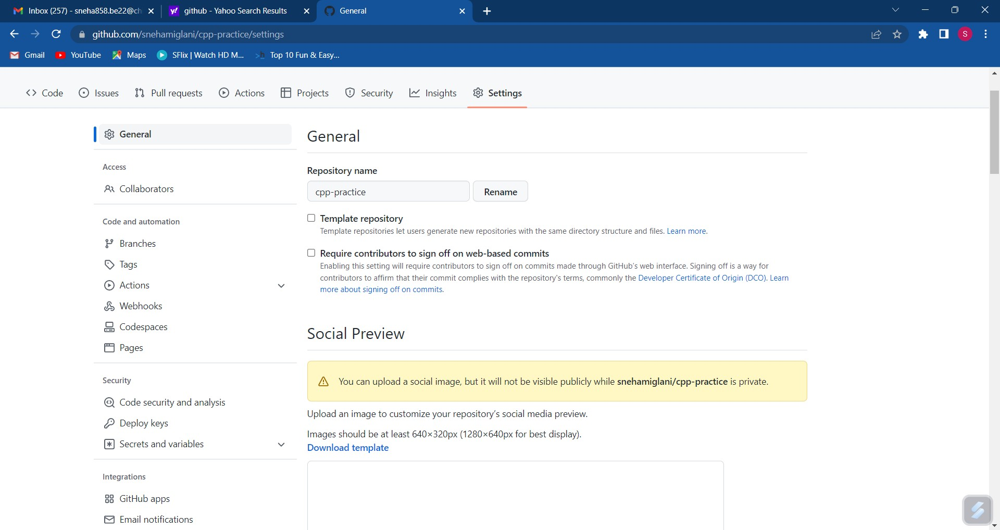 Inbox (257) - sneha858.be22@ch
github - Yahoo Search Results
General
github.com/snehamiglani/cpp-practice/settings
S
Gmail
YouTube
Maps
SFlix | Watch HD M...
Top 10 Fun & Easy...
Code
Issues
Pull requests
Actions
Projects
Security
Insights
Settings
General
Access
Collaborators
Code and automation
Branches
Tags
Actions
Webhooks
Codespaces
Pages
Security
Code security and analysis
Deploy keys
Secrets and variables
Integrations
GitHub apps
Email notifications
General
Repository name
cpp-practice
Rename
Template repository
Template repositories let users generate new repositories with the same directory structure and files. Learn more.
Require contributors to sign off on web-based commits
Enabling this setting will require contributors to sign off on commits made through GitHub's web interface. Signing off is a way for
contributors to affirm that their commit complies with the repository's terms, commonly the Developer Certificate of Origin (DCO). Learn
more about signing off on commits.
Social Preview
You can upload a social image, but it will not be visible publicly while snehamiglani/cpp-practice is private.
Upload an image to customize your repository's social media preview.
Images should be at least 640×320px (1280×640px for best display).
Download template